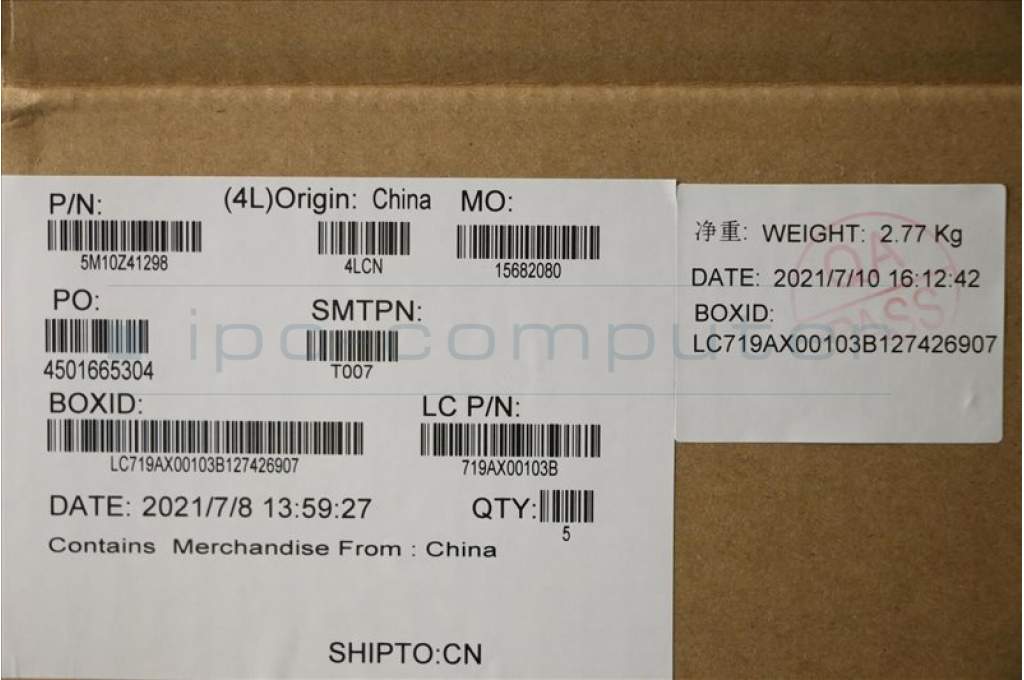 P/N: (4L)Origin: China MO:
5M10Z41298 4LCN 15682080
PO: SMTPN:
4501665304 T007
BOXID: LC P/N:
LC719AX00103B127426907 719AX00103B
DATE: 2021/7/8 13:59:27 QTY:
5
Contains Merchandise From : China
SHIPTO:CN
净重: WEIGHT: 2.77 Kg
DATE: 2021/7/10 16:12:42
BOXID:
LC719AX00103B127426907
QA
PASS
ipc-computer